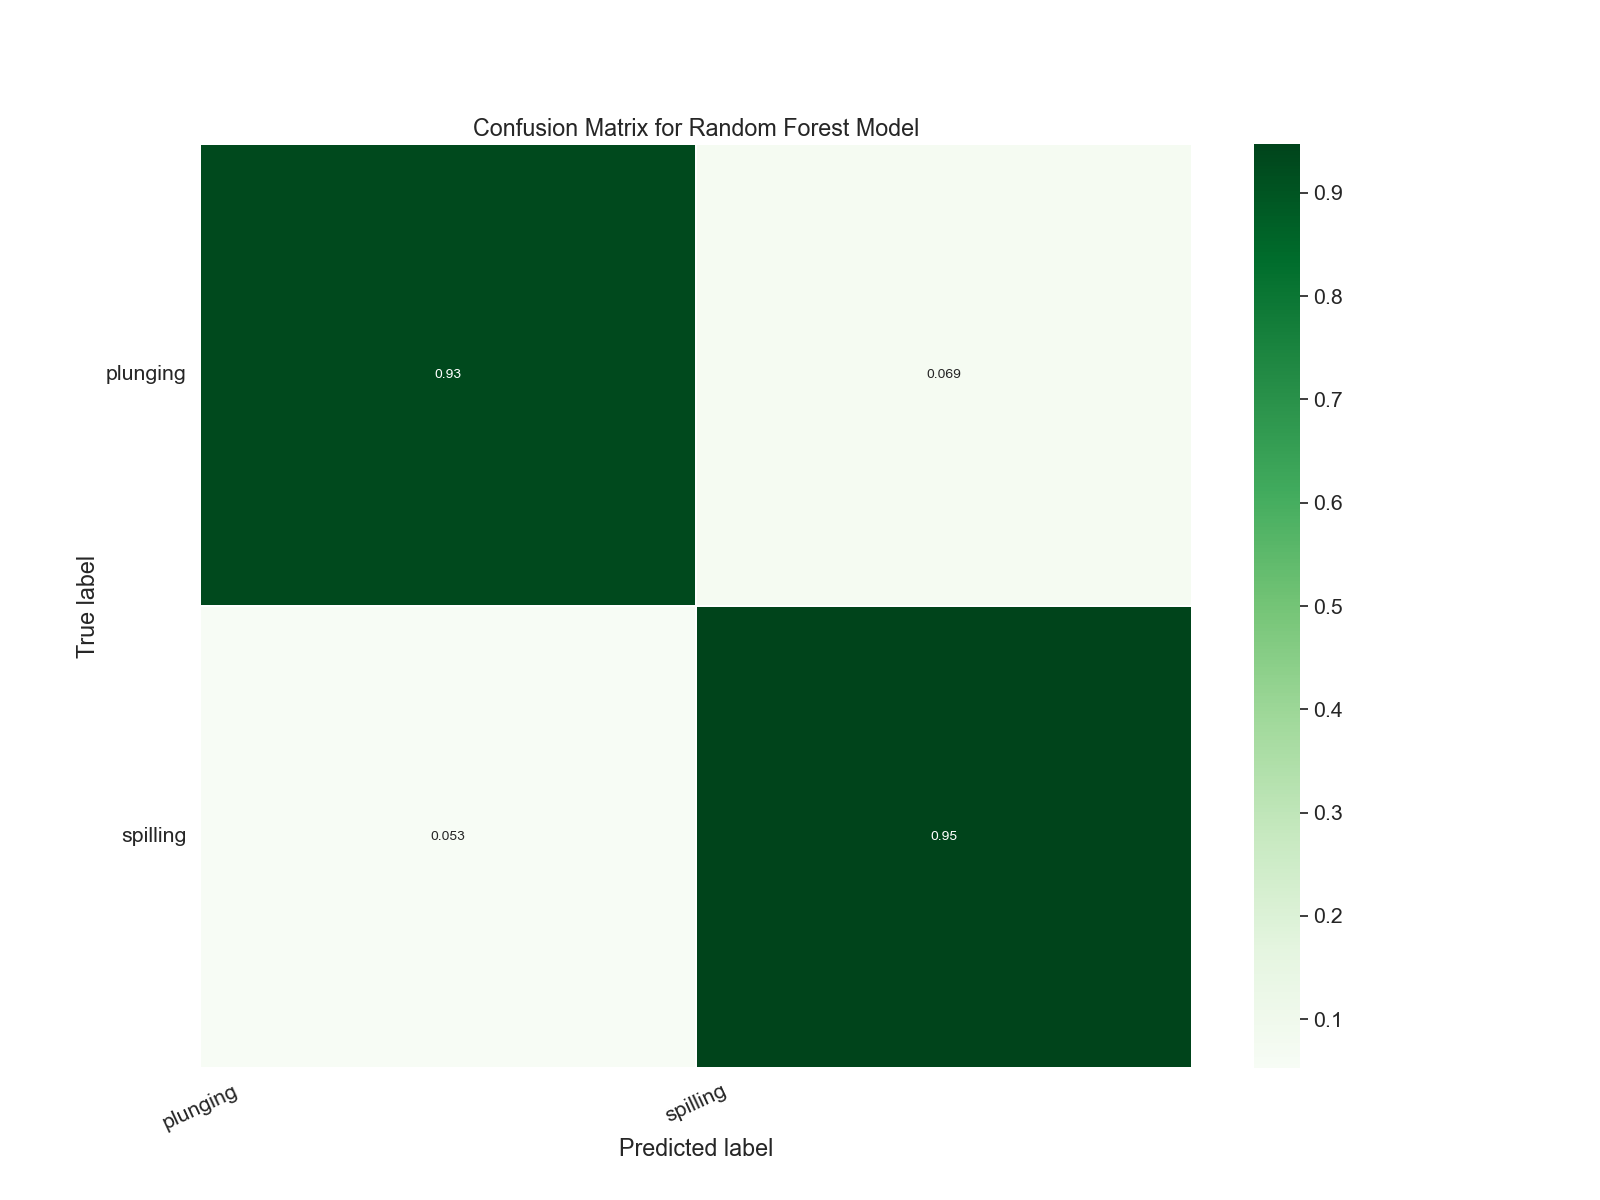 Confusion Matrix for Random Forest Model
True label
plunging
0.93
0.069
spilling
0.053
0.95
plunging
spilling
Predicted label
0.9
0.8
0.7
0.6
0.5
0.4
0.3
0.2
0.1